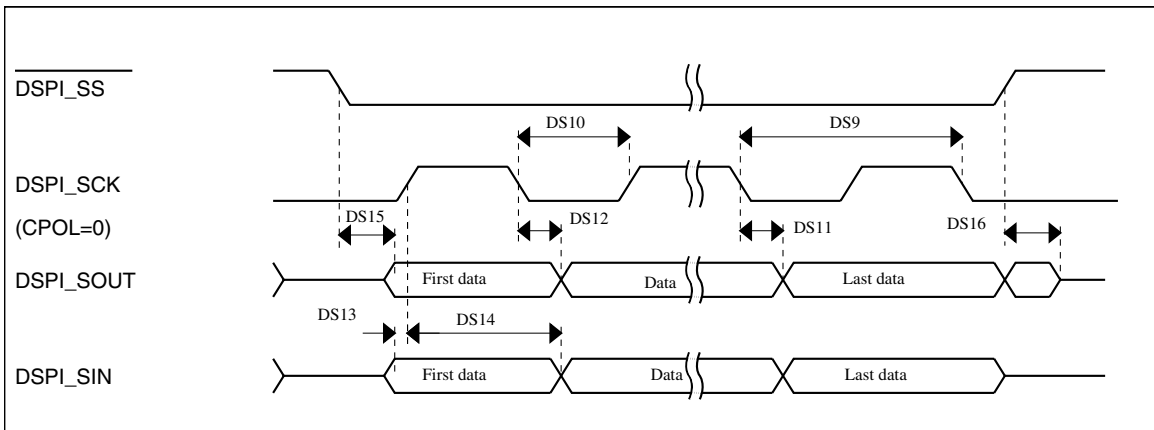 DSPI_SS
DS10
DS9
DSPI_SCK
(CPOL=0)
DS15
DS12
DS11
DS16
DSPI_SOUT
First data
Data
Last data
DS13
DS14
DSPI_SIN
First data
Data
Last data